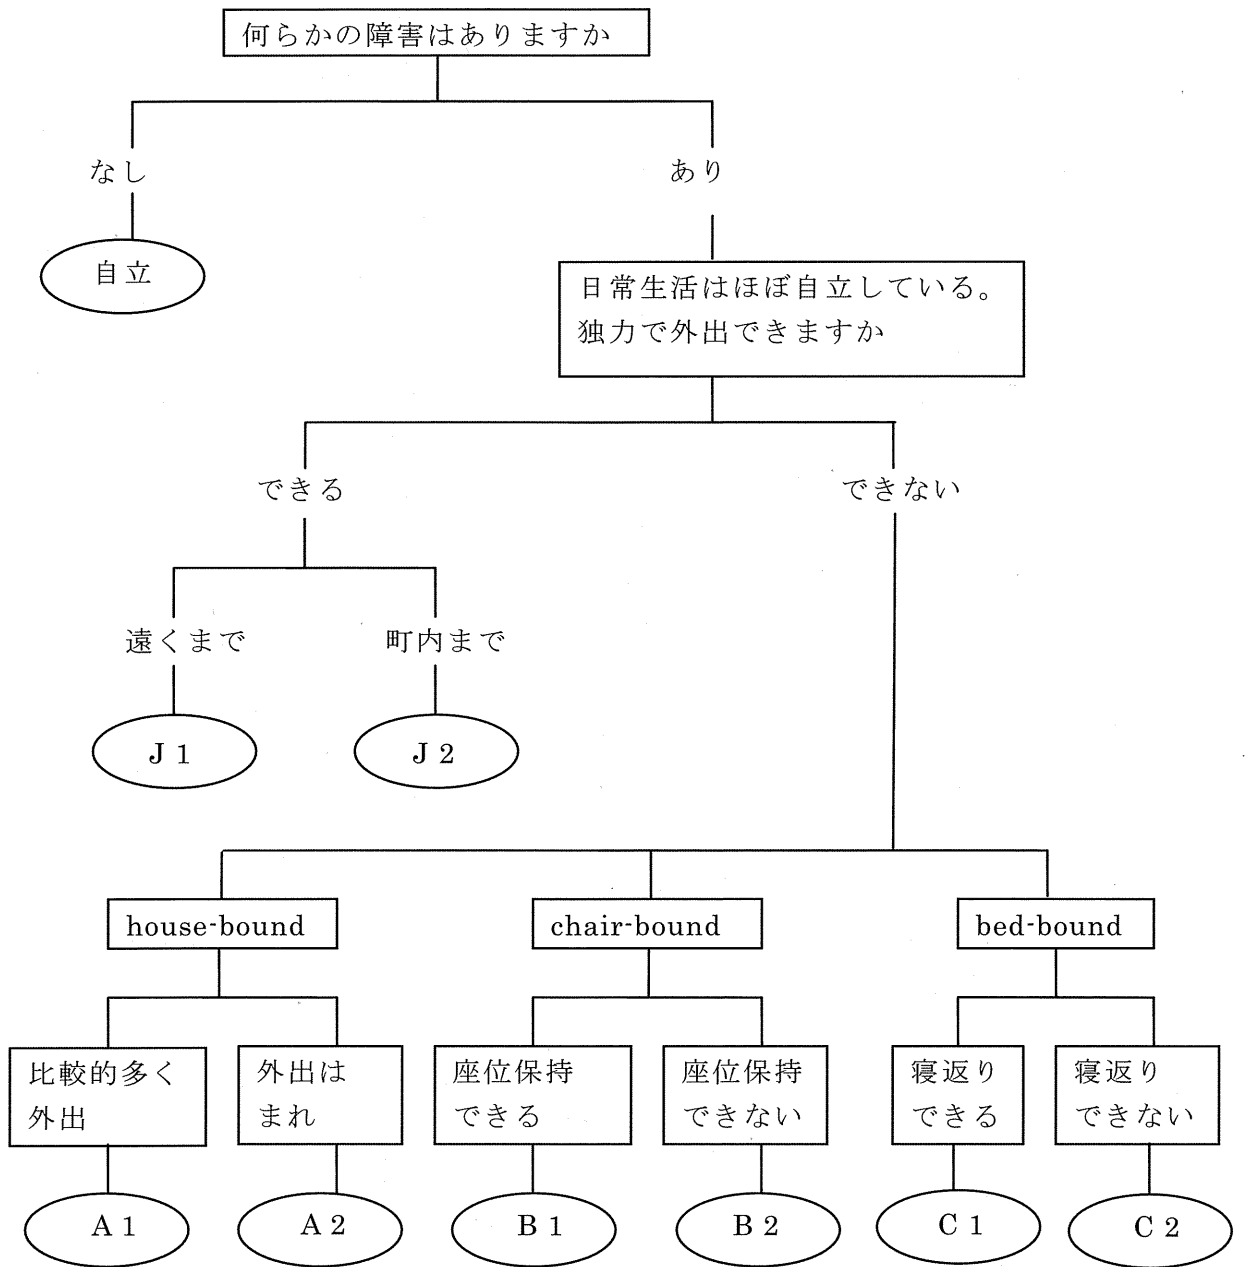 何らかの障害はありますか
なし
あり
自立
日常生活はほぼ自立している。
独力で外出できますか
できる
できない
遠くまで
町内まで
J 1
J 2
house-bound
chair-bound
bed-bound
比較的多く
外出
外出は
まれ
座位保持
できる
座位保持
できない
寝返り
できる
寝返り
できない
A 1
A 2
B 1
B 2
C 1
C 2